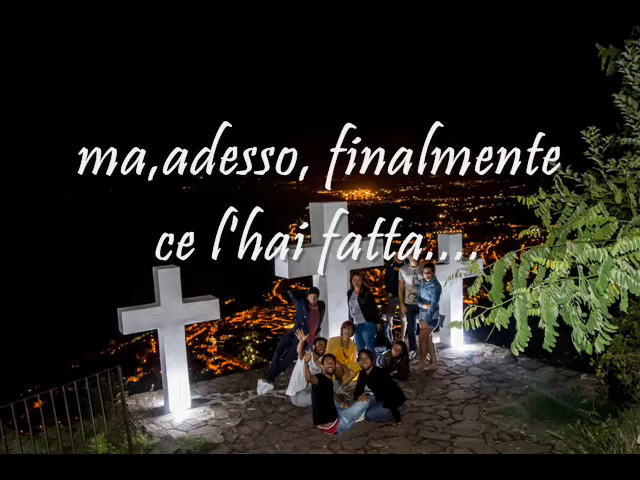 ma,adesso, finalmente
ce l'hai fatta....